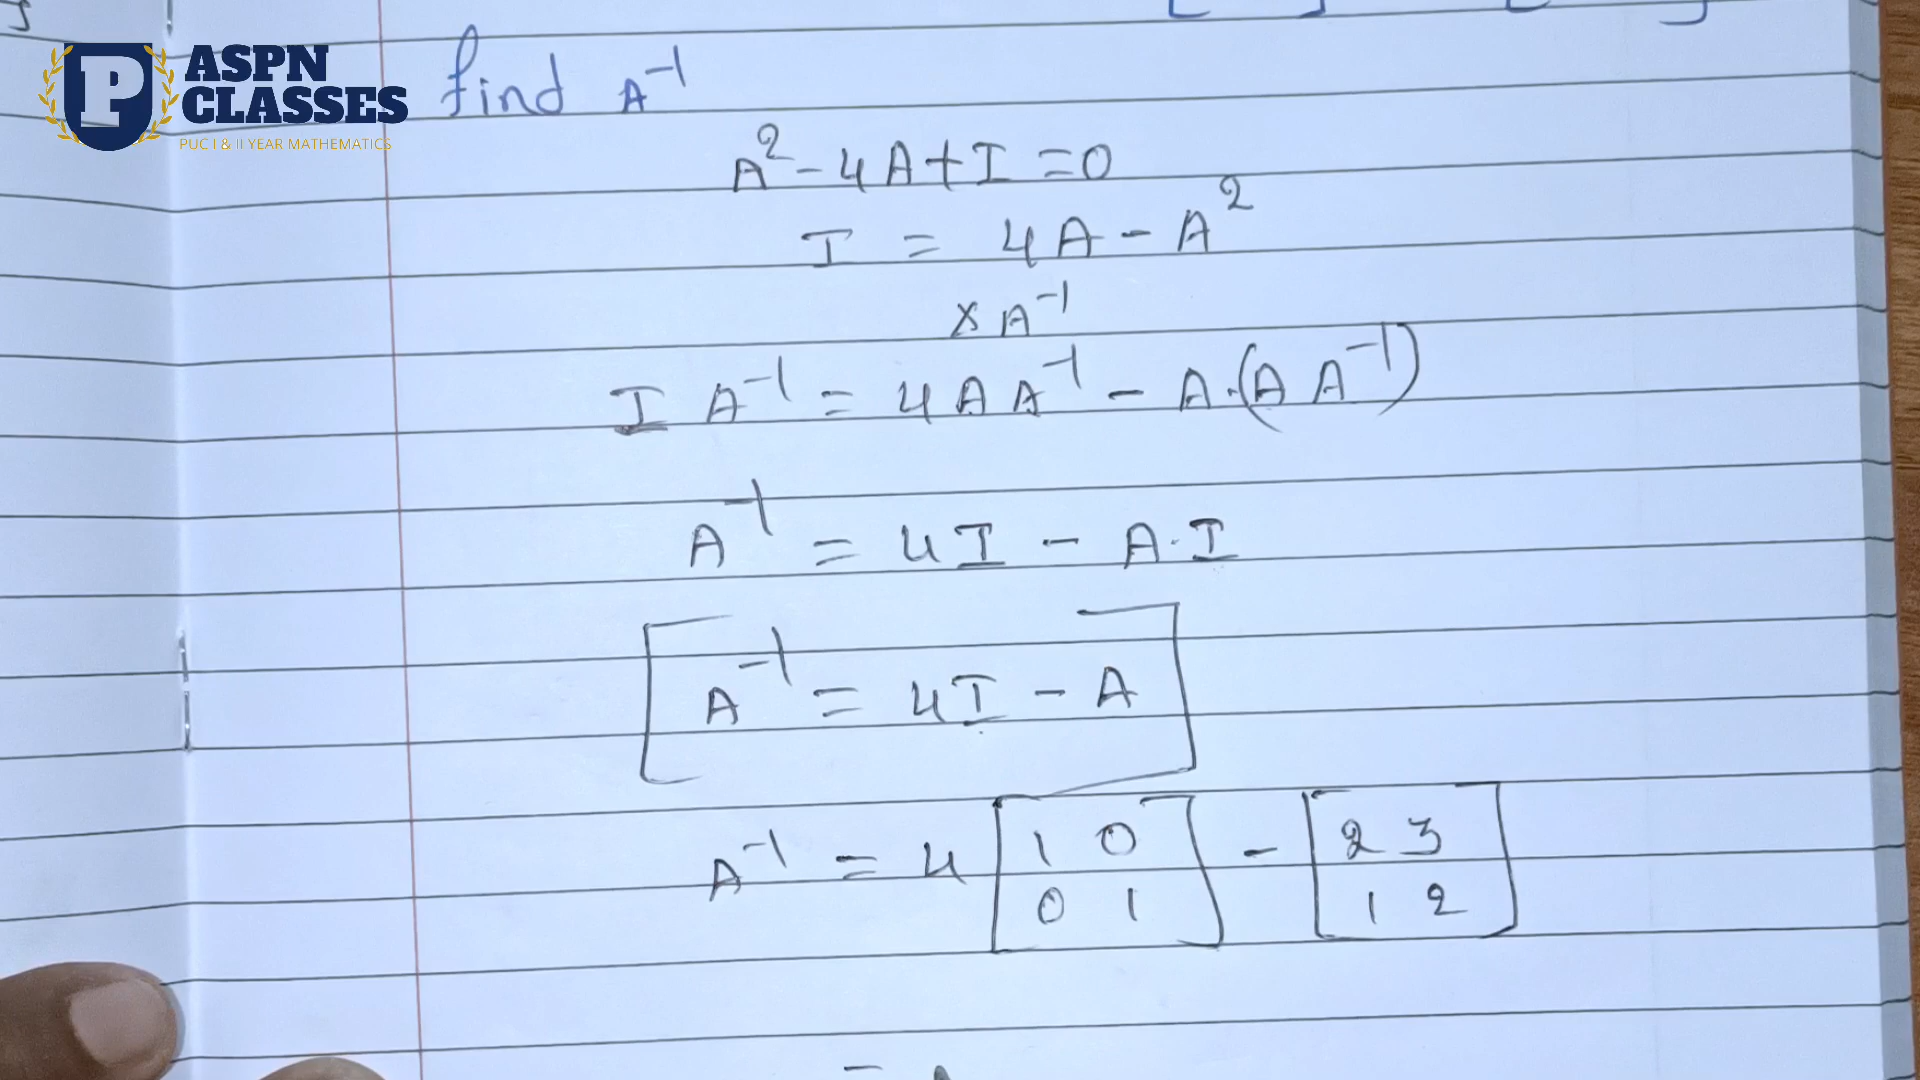 ASPN
CLASSES
PUC I & II YEAR MATHEMATICS
find A⁻¹
A² - 4A + I = 0
I = 4A - A²
× A⁻¹
I A⁻¹ = 4 A A⁻¹ - A·(A A⁻¹)
A⁻¹ = 4I - A·I
A⁻¹ = 4I - A
A⁻¹ = 4 [1 0 - [2 3
0 1] 1 2]